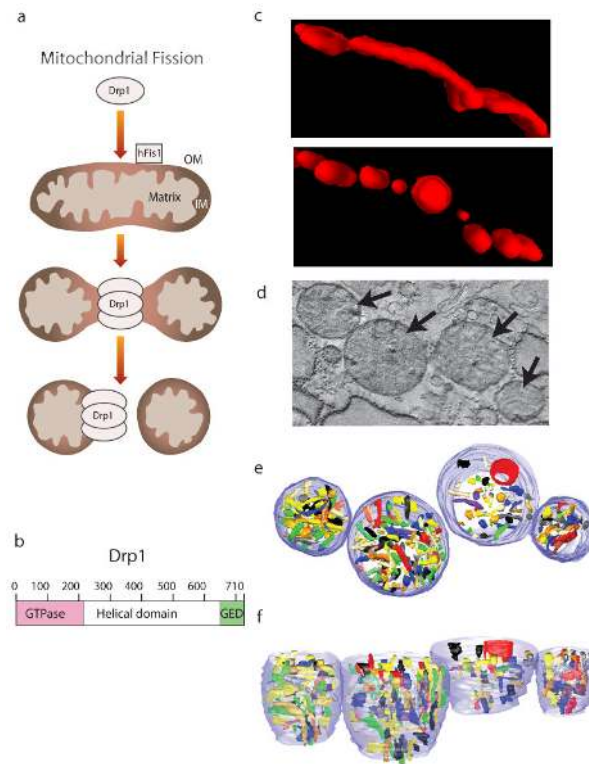 a
Mitochondrial Fission
Drp1
hFis1
OM
Matrix
IM
Drp1
Drp1
b
Drp1
0 100 200 300 400 500 600 710
GTPase Helical domain GED
c
d
e
f